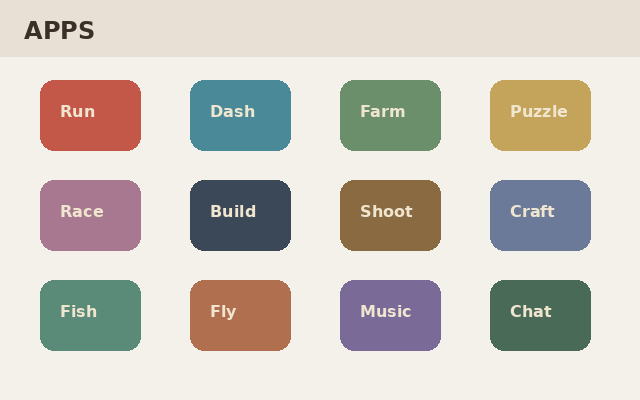 APPS
Run Dash Farm Puzzle
Race Build Shoot Craft
Fish Fly Music Chat